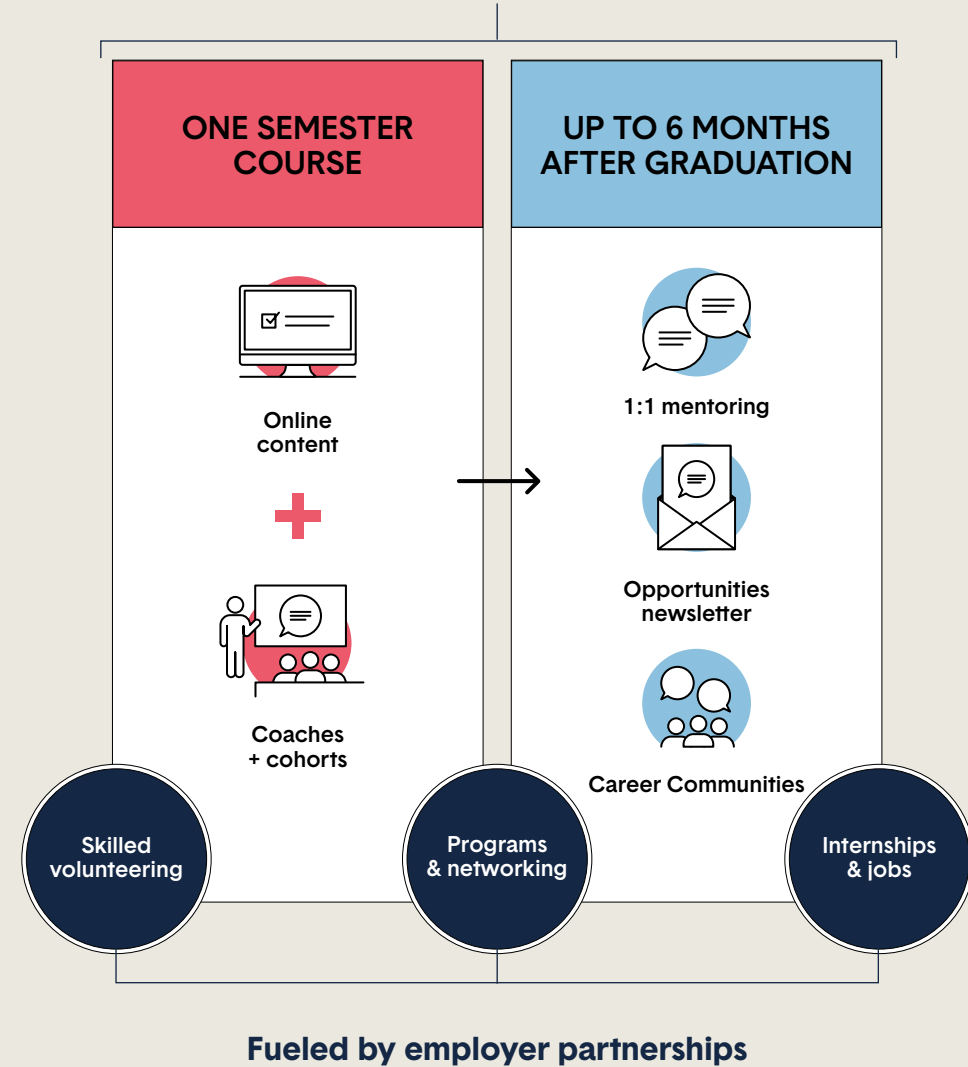 ONE SEMESTER
COURSE
Online
content
Coaches
+ cohorts
UP TO 6 MONTHS
AFTER GRADUATION
1:1 mentoring
Opportunities
newsletter
Career Communities
Skilled
volunteering
Programs
& networking
Internships
& jobs
Fueled by employer partnerships